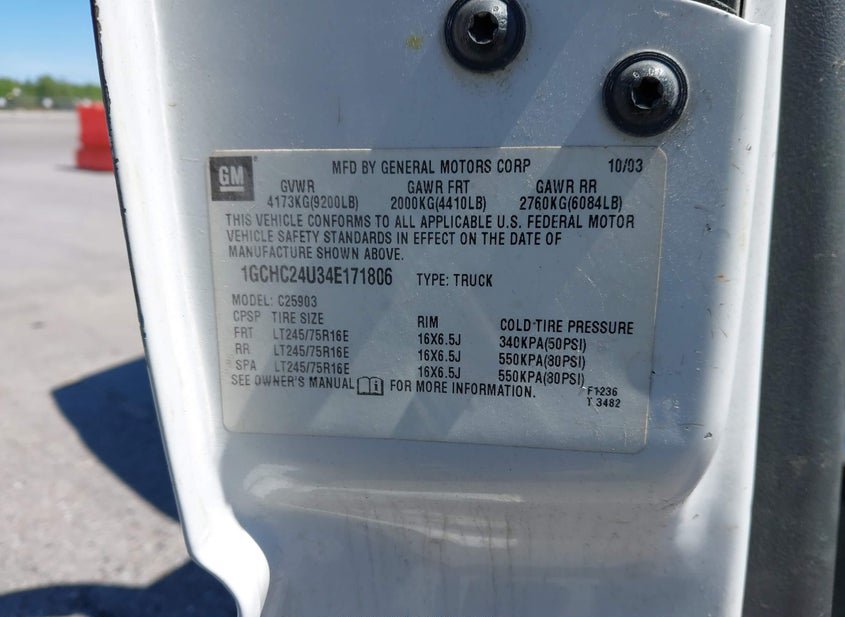 GM MFD BY GENERAL MOTORS CORP 10/03
GVWR GAWR FRT GAWR RR
4173KG(9200LB) 2000KG(4410LB) 2760KG(6084LB)
THIS VEHICLE CONFORMS TO ALL APPLICABLE U.S. FEDERAL MOTOR
VEHICLE SAFETY STANDARDS IN EFFECT ON THE DATE OF
MANUFACTURE SHOWN ABOVE.
1GCHC24U34E171806 TYPE: TRUCK
MODEL: C25903
CPSP TIRE SIZE RIM COLD TIRE PRESSURE
FRT LT245/75R16E 16X6.5J 340KPA(50PSI)
RR LT245/75R16E 16X6.5J 550KPA(80PSI)
SPA LT245/75R16E 16X6.5J 550KPA(80PSI)
SEE OWNER'S MANUAL FOR MORE INFORMATION.
F1236
T 3482